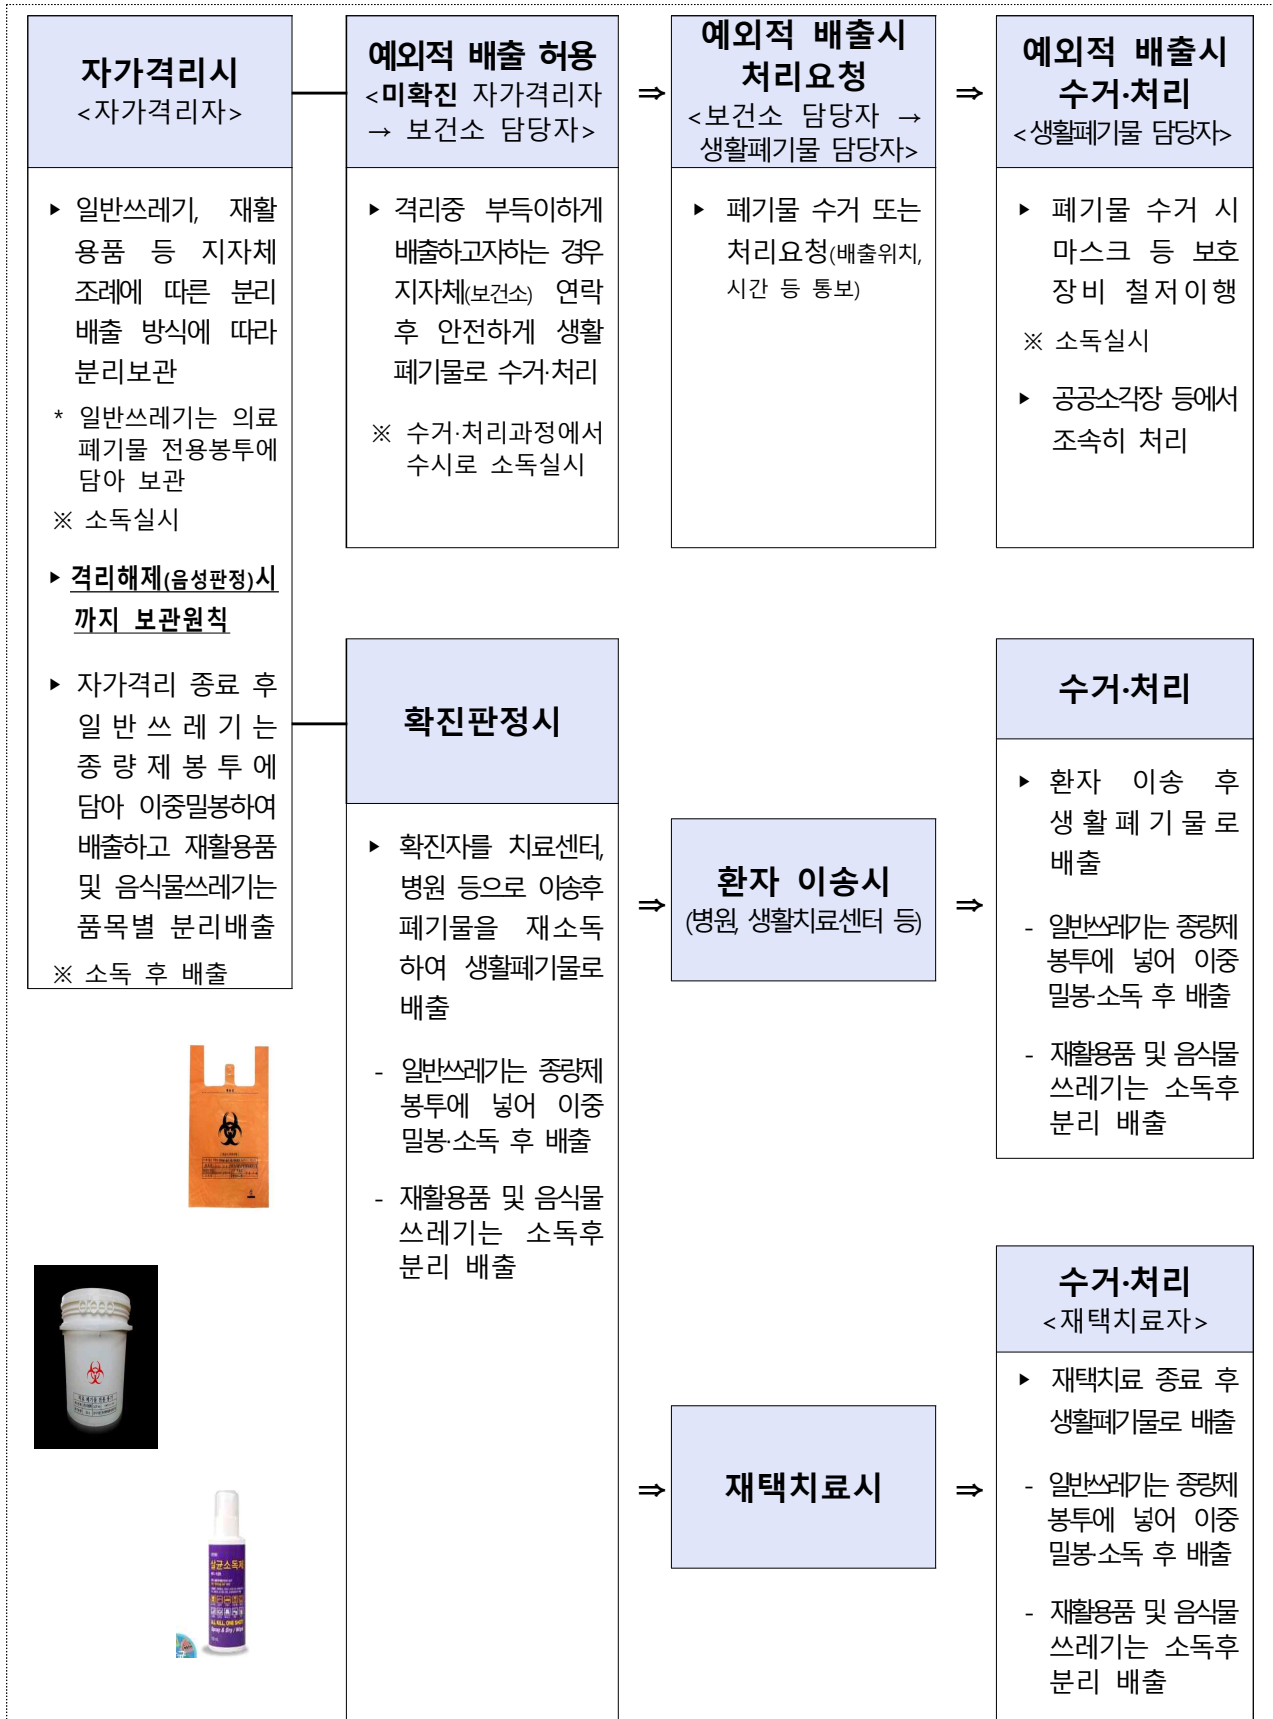 자가격리시
<자가격리자>
▶ 일반쓰레기, 재활
용품 등 지자체
조례에 따른 분리
배출 방식에 따라
분리보관
* 일반쓰레기는 의료
폐기물 전용봉투에
담아 보관
※ 소독실시
▶ 격리해제(음성판정)시
까지 보관원칙
▶ 자가격리 종료 후
일반쓰레기는
종량제봉투에
담아 이중밀봉하여
배출하고 재활용품
및 음식물쓰레기는
품목별 분리배출
※ 소독 후 배출
예외적 배출 허용
<미확진 자가격리자
→ 보건소 담당자>
▶ 격리중 부득이하게
배출하고자하는 경우
지자체(보건소) 연락
후 안전하게 생활
폐기물로 수거·처리
※ 수거·처리과정에서
수시로 소독실시
⇒
예외적 배출시
처리요청
<보건소 담당자 →
생활폐기물 담당자>
▶ 폐기물 수거 또는
처리요청(배출위치,
시간 등 통보)
⇒
예외적 배출시
수거·처리
<생활폐기물 담당자>
▶ 폐기물 수거 시
마스크 등 보호
장비 철저이행
※ 소독실시
▶ 공공소각장 등에서
조속히 처리
확진판정시
▶ 확진자를 치료센터,
병원 등으로 이송후
폐기물을 재소독
하여 생활폐기물로
배출
- 일반쓰레기는 종량제
봉투에 넣어 이중
밀봉·소독 후 배출
- 재활용품 및 음식물
쓰레기는 소독후
분리 배출
⇒
환자 이송시
(병원, 생활치료센터 등)
⇒
수거·처리
▶ 환자 이송 후
생활폐기물로
배출
- 일반쓰레기는 종량제
봉투에 넣어 이중
밀봉·소독 후 배출
- 재활용품 및 음식물
쓰레기는 소독후
분리 배출
⇒
재택치료시
⇒
수거·처리
<재택치료자>
▶ 재택치료 종료 후
생활폐기물로 배출
- 일반쓰레기는 종량제
봉투에 넣어 이중
밀봉·소독 후 배출
- 재활용품 및 음식물
쓰레기는 소독후
분리 배출
살균소독제
ALL KILL, ONE SHOT
Spray & Dry / Wipe